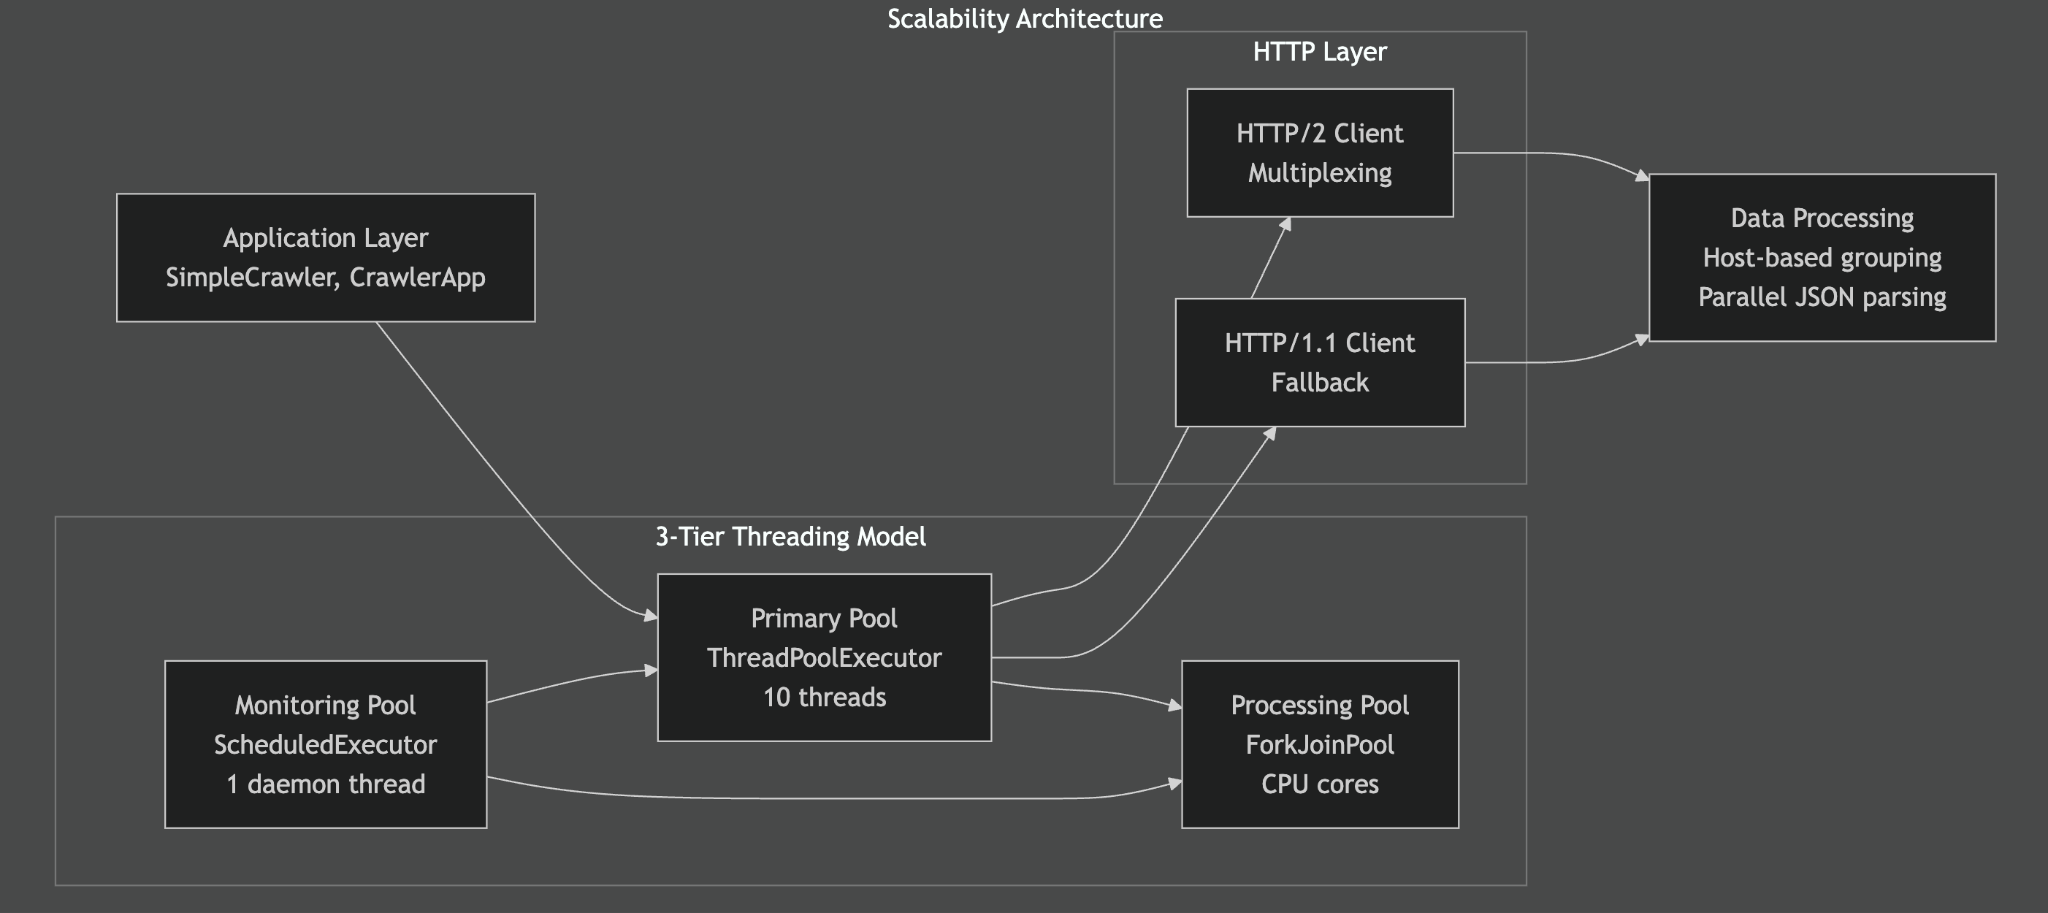 Scalability Architecture
HTTP Layer
HTTP/2 Client
Multiplexing
Application Layer
SimpleCrawler, CrawlerApp
Data Processing
Host-based grouping
Parallel JSON parsing
HTTP/1.1 Client
Fallback
3-Tier Threading Model
Primary Pool
ThreadPoolExecutor
10 threads
Monitoring Pool
ScheduledExecutor
1 daemon thread
Processing Pool
ForkJoinPool
CPU cores